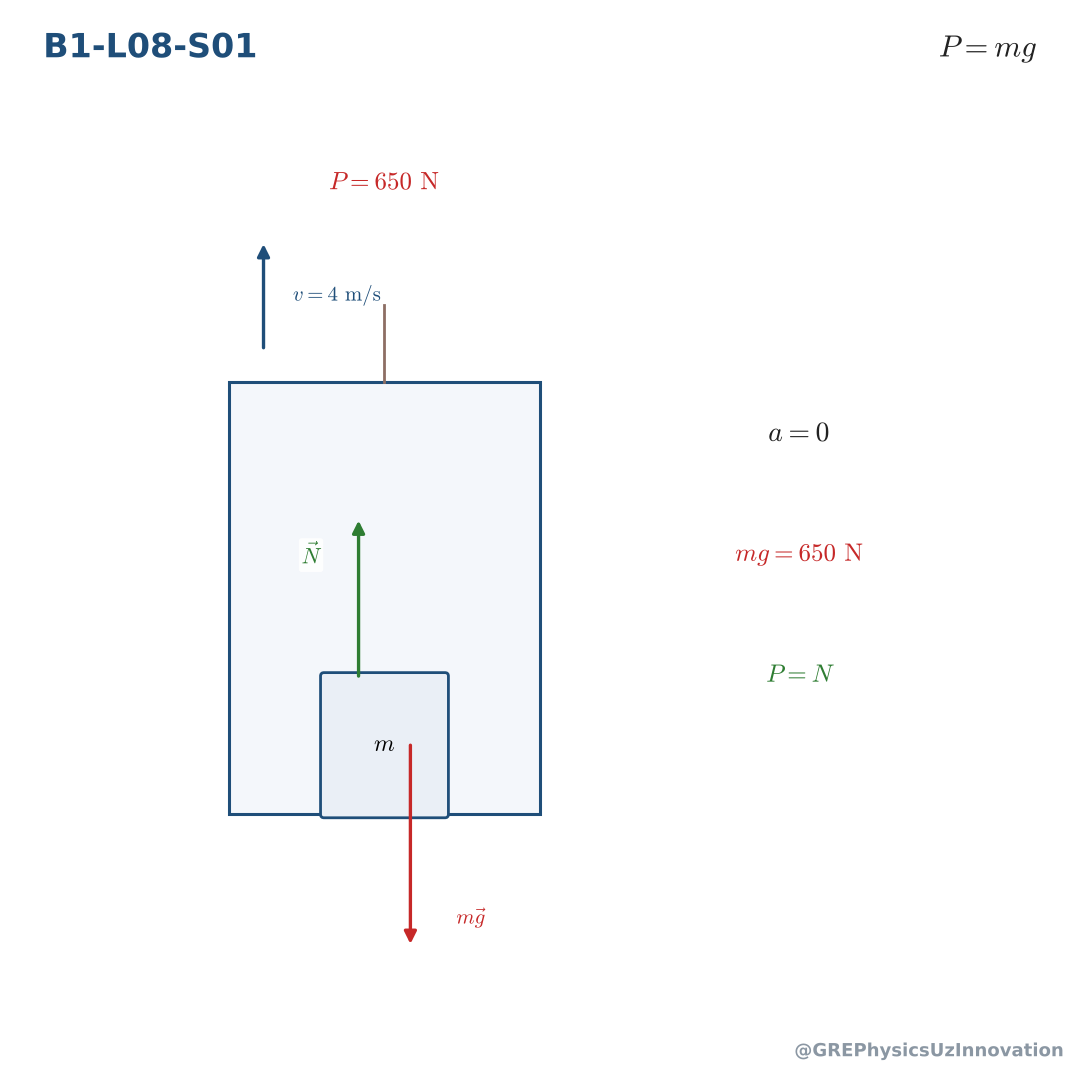 B1-L08-S01
P = mg
P = 650 N
v = 4 m/s
a = 0
N⃗
mg = 650 N
P = N
m
mg⃗
@GREPhysicsUzInnovation